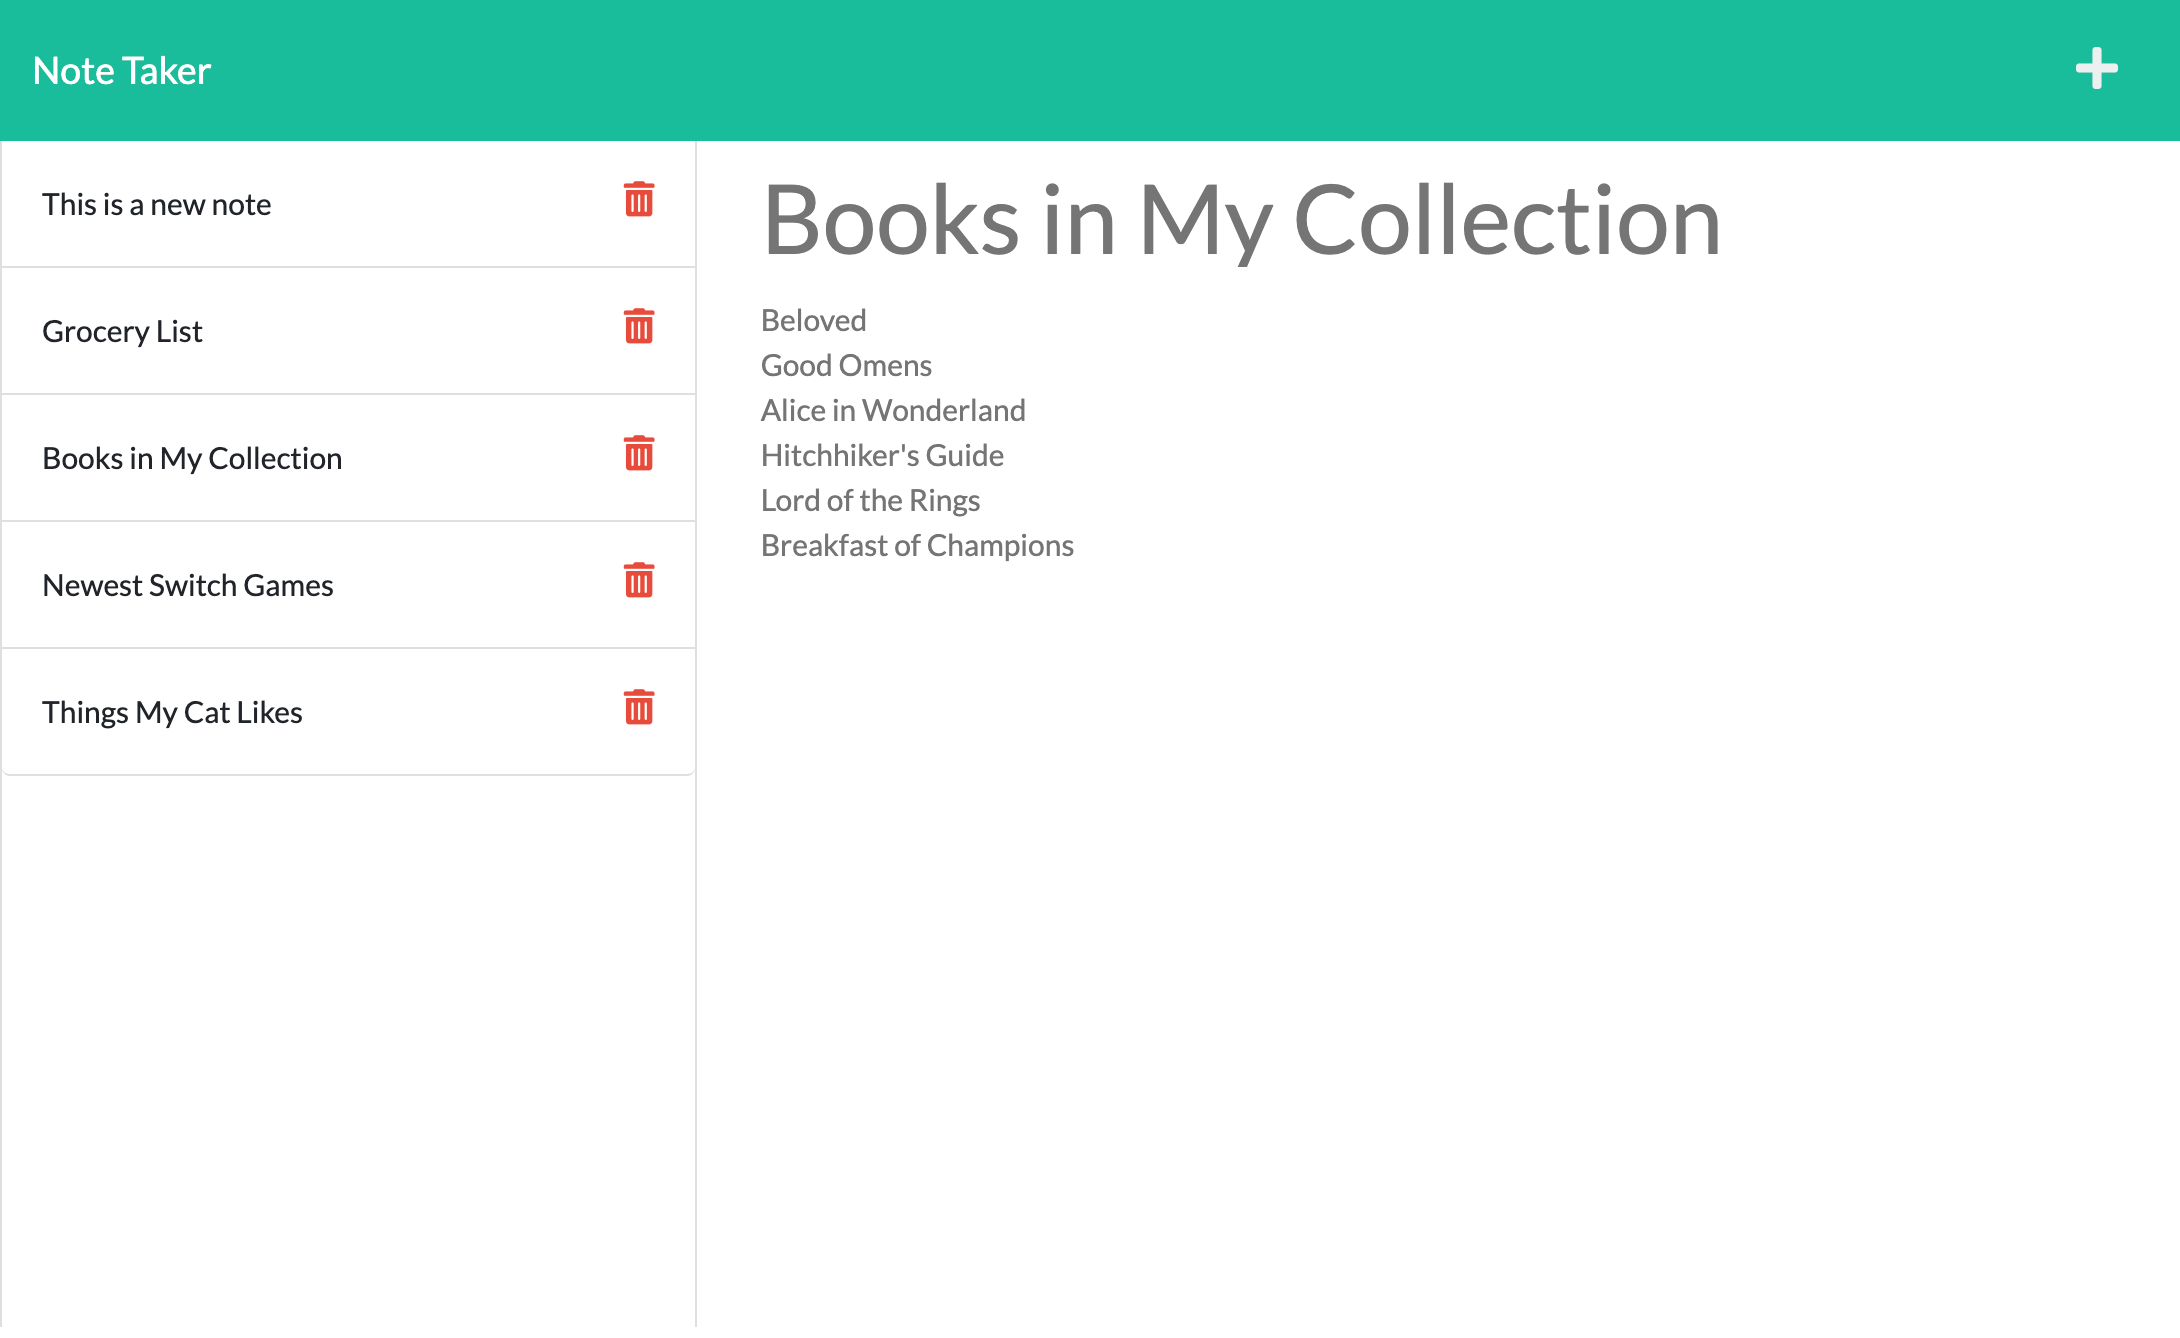 Note Taker
This is a new note
Grocery List
Books in My Collection
Newest Switch Games
Things My Cat Likes
Books in My Collection
Beloved
Good Omens
Alice in Wonderland
Hitchhiker's Guide
Lord of the Rings
Breakfast of Champions